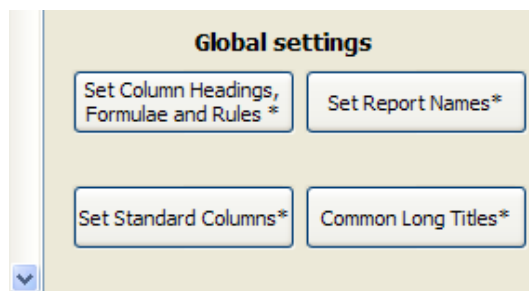 Global settings
Set Column Headings,
Formulae and Rules *
Set Report Names*
Set Standard Columns*
Common Long Titles*